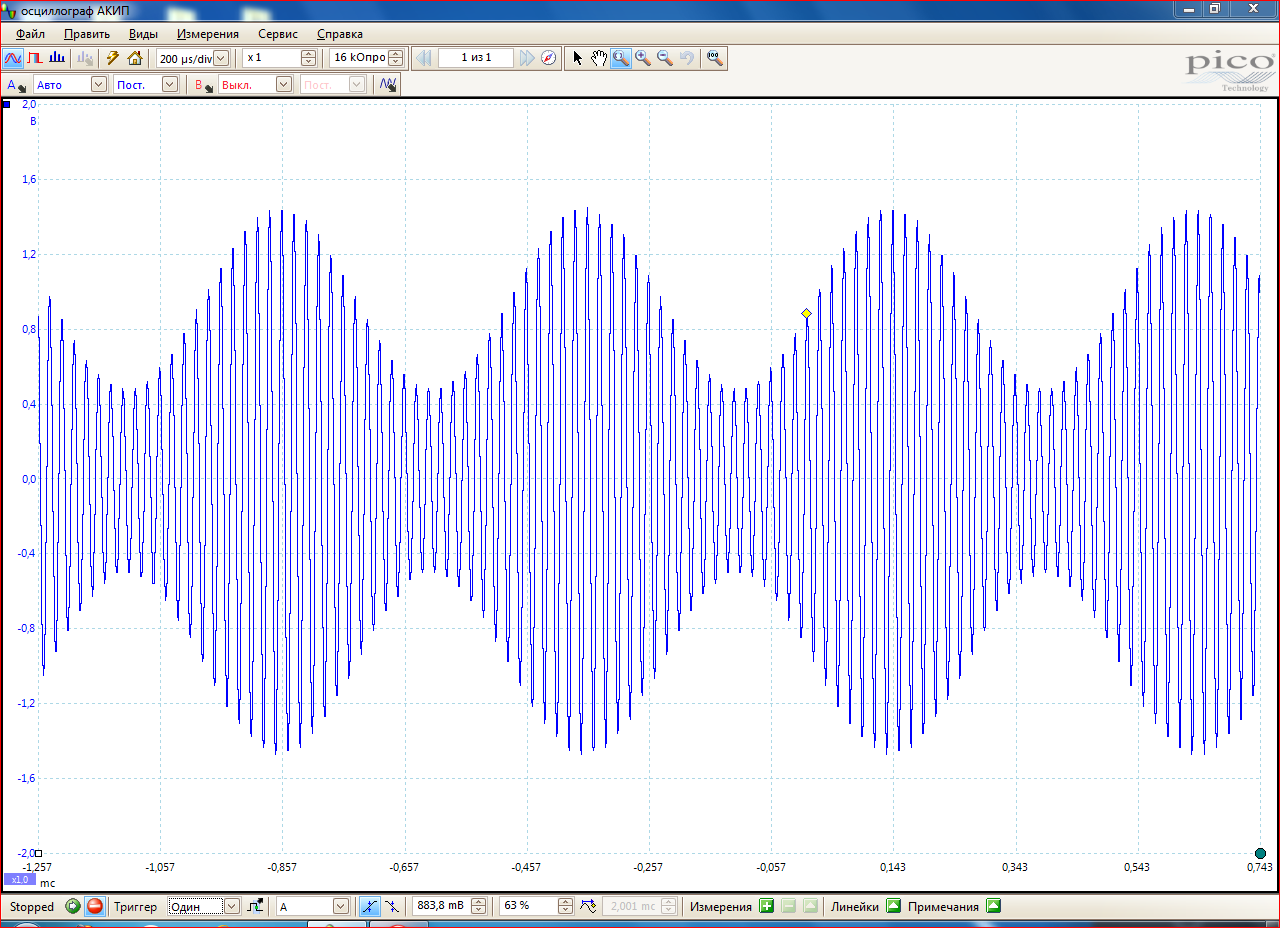 осциллограф АКИП
Файл Править Виды Измерения Сервис Справка
200 µs/div x 1 16 кОпро 1 из 1
pico
Technology
A Авто Пост. B Выкл. Пост.
2,0
В
1,6
1,2
0,8
0,4
0,0
-0,4
-0,8
-1,2
-1,6
-2,0
-1,257 -1,057 -0,857 -0,657 -0,457 -0,257 -0,057 0,143 0,343 0,543 0,743
x1,0 мс
Stopped Триггер Один A 883,8 mВ 63 % 2,001 mc Измерения Линейки Примечания